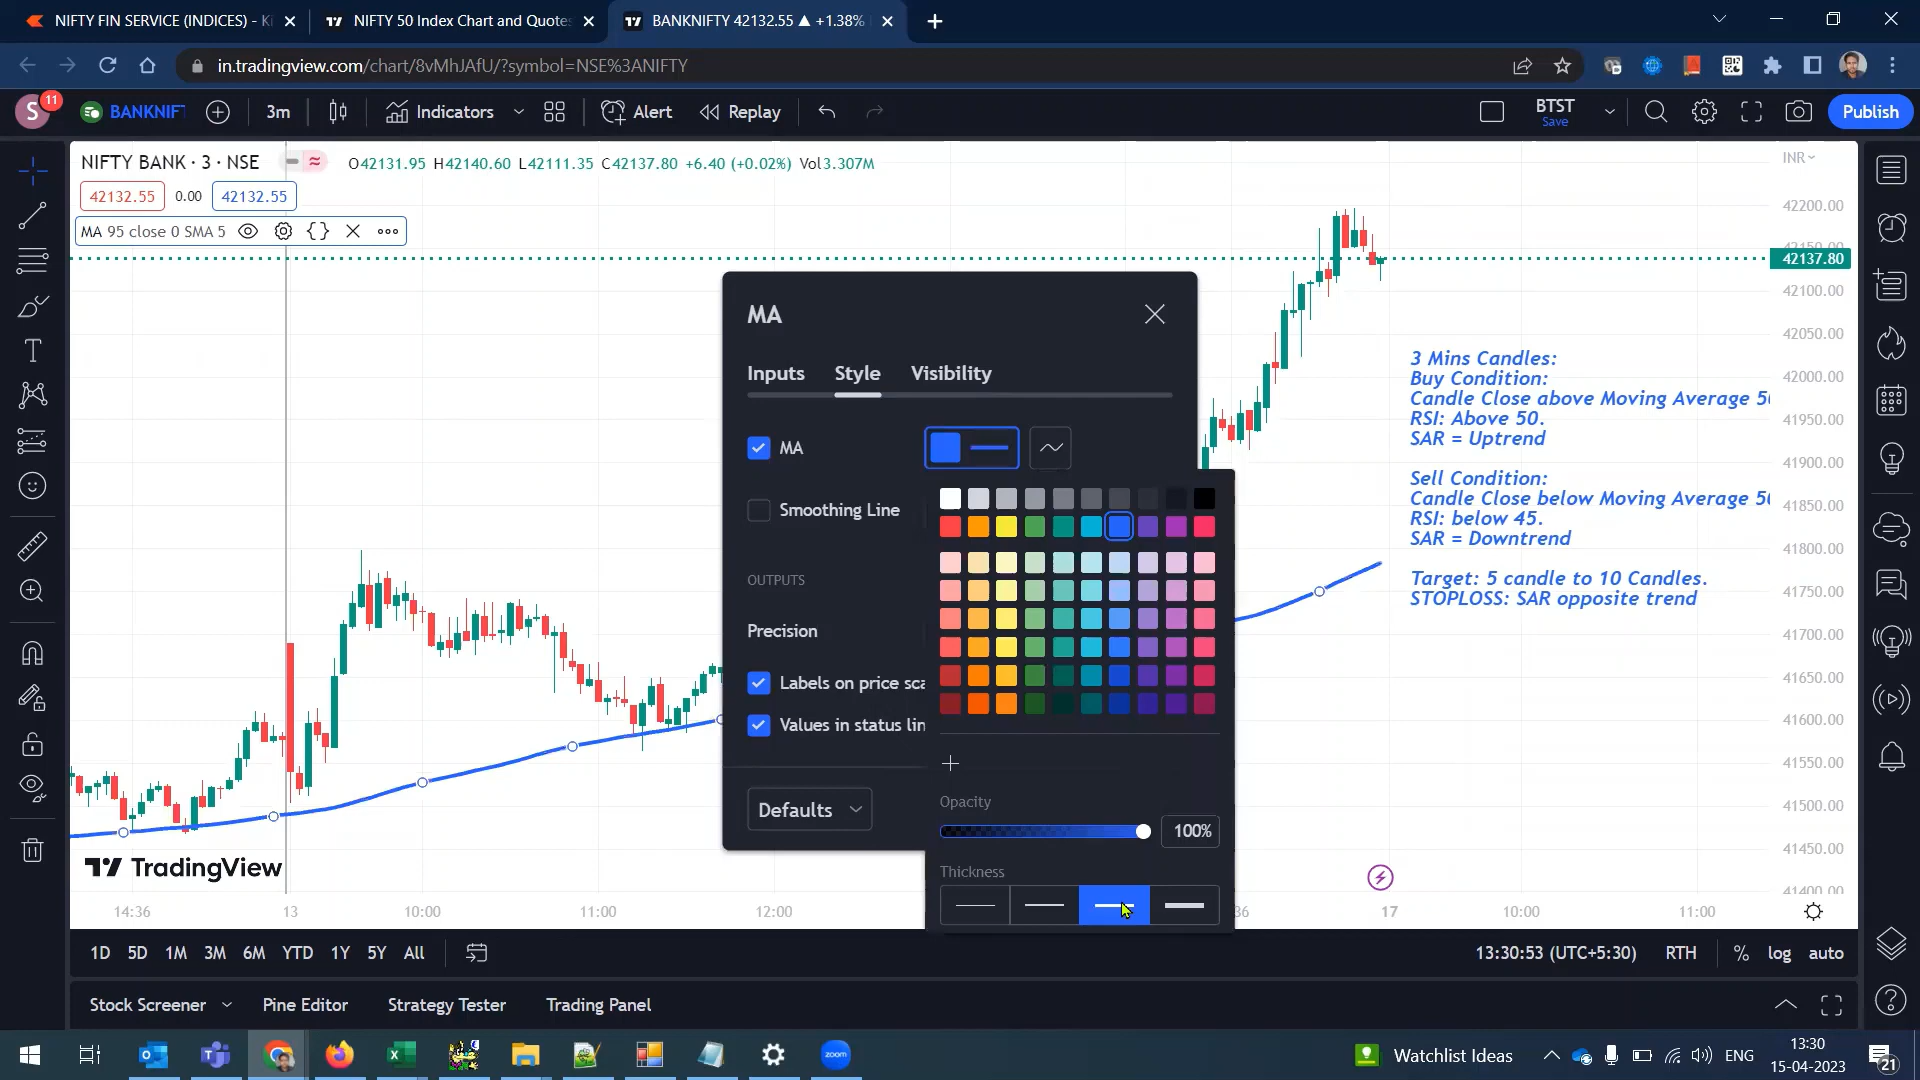 NIFTY FIN SERVICE (INDICES) - Ki
NIFTY 50 Index Chart and Quotes
BANKNIFTY 42132.55 ▲ +1.38%
in.tradingview.com/chart/8vMhJAfU/?symbol=NSE%3ANIFTY
S
11
BANKNIFT
3m
Indicators
Alert
Replay
BTST
Save
Publish
NIFTY BANK · 3 · NSE
O42131.95 H42140.60 L42111.35 C42137.80 +6.40 (+0.02%) Vol3.307M
INR
42132.55 0.00 42132.55
MA 95 close 0 SMA 5
42200.00
42150.00
42137.80
42100.00
42050.00
42000.00
41950.00
41900.00
41850.00
41800.00
41750.00
41700.00
41650.00
41600.00
41550.00
41500.00
41450.00
41400.00
MA
Inputs
Style
Visibility
MA
Smoothing Line
OUTPUTS
Precision
Labels on price sca
Values in status lin
Defaults
Opacity
100%
Thickness
3 Mins Candles:
Buy Condition:
Candle Close above Moving Average 50
RSI: Above 50.
SAR = Uptrend
Sell Condition:
Candle Close below Moving Average 50
RSI: below 45.
SAR = Downtrend
Target: 5 candle to 10 Candles.
STOPLOSS: SAR opposite trend
TradingView
14:36
13
10:00
11:00
12:00
36
17
10:00
11:00
1D 5D 1M 3M 6M YTD 1Y 5Y All
13:30:53 (UTC+5:30)
RTH
%
log
auto
Stock Screener
Pine Editor
Strategy Tester
Trading Panel
zoom
Watchlist Ideas
ENG
13:30
15-04-2023
21